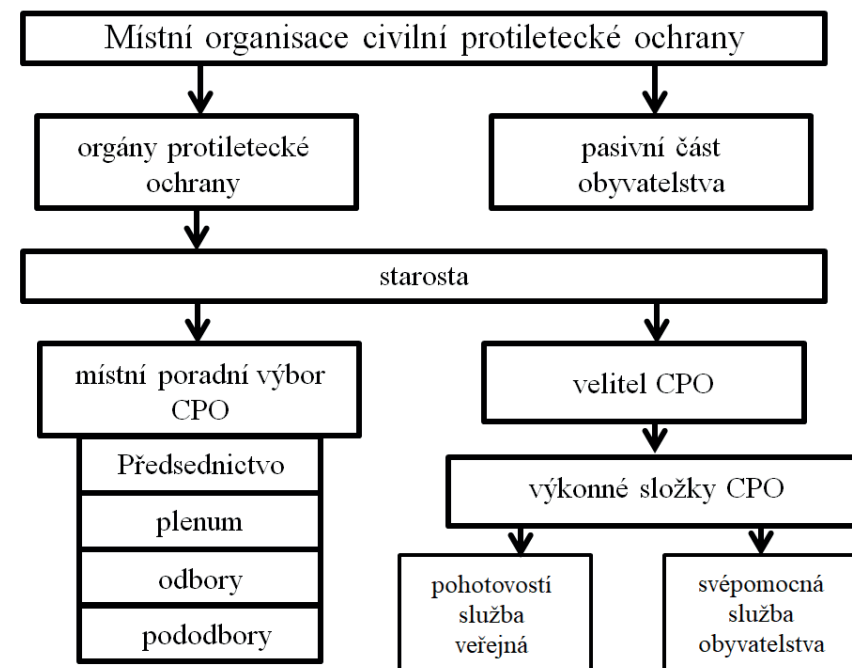 Místní organisace civilní protiletecké ochrany
orgány protiletecké
ochrany
pasivní část
obyvatelstva
starosta
místní poradní výbor
CPO
velitel CPO
Předsednictvo
plenum
odbory
pododbory
výkonné složky CPO
pohotovostí
služba
veřejná
svépomocná
služba
obyvatelstva